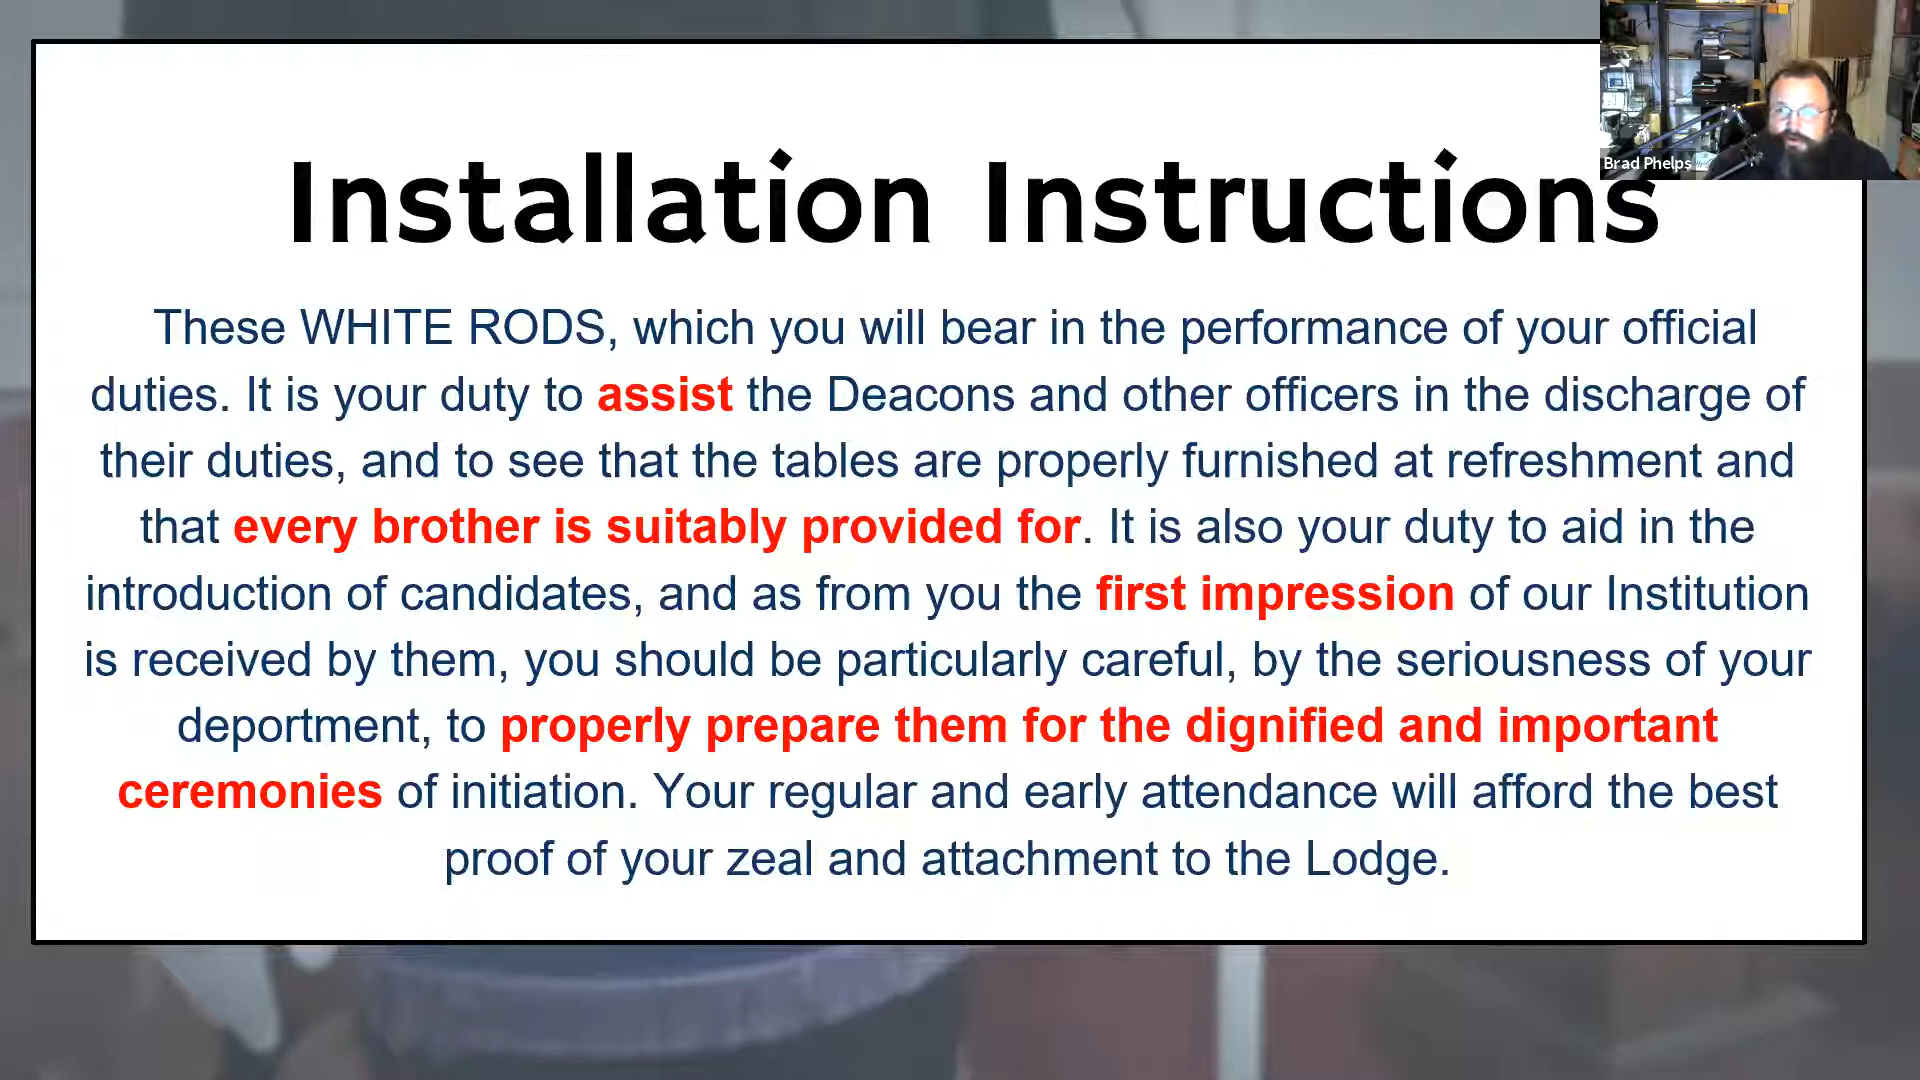 Brad Phelps
Installation Instructions
These WHITE RODS, which you will bear in the performance of your official
duties. It is your duty to assist the Deacons and other officers in the discharge of
their duties, and to see that the tables are properly furnished at refreshment and
that every brother is suitably provided for. It is also your duty to aid in the
introduction of candidates, and as from you the first impression of our Institution
is received by them, you should be particularly careful, by the seriousness of your
deportment, to properly prepare them for the dignified and important
ceremonies of initiation. Your regular and early attendance will afford the best
proof of your zeal and attachment to the Lodge.